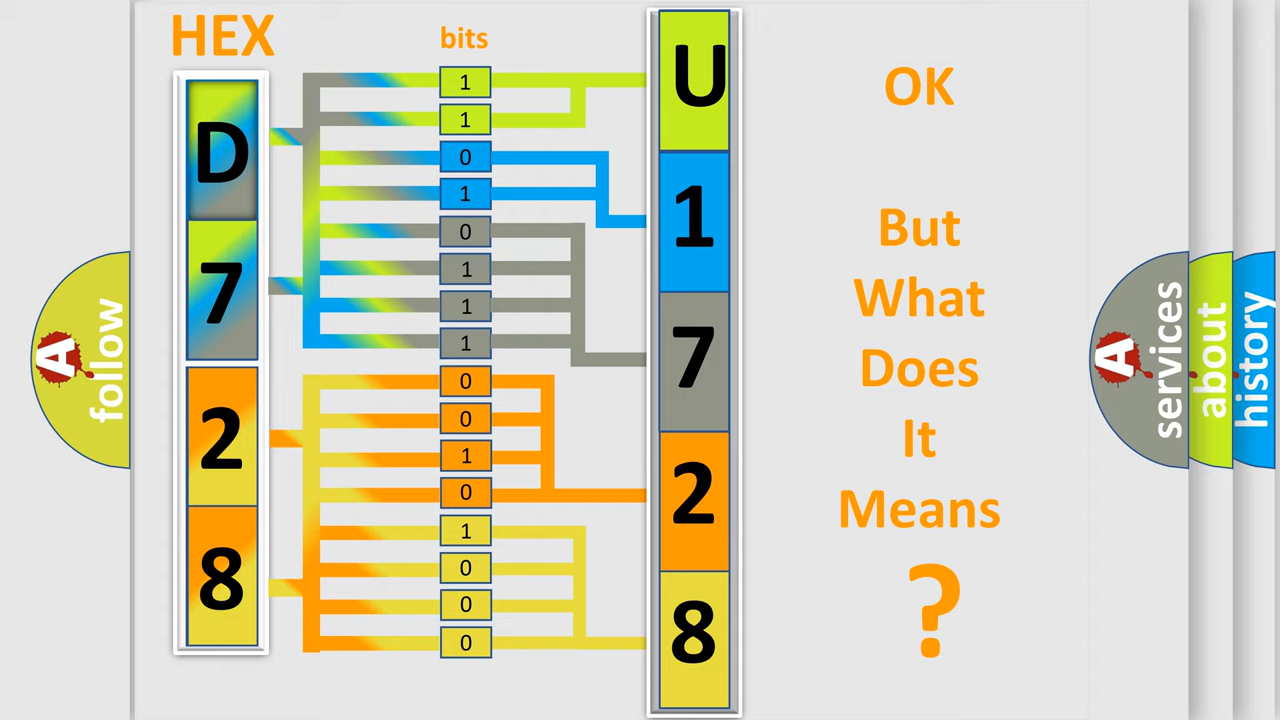 HEX
bits
D
7
2
8
1
1
0
1
0
1
1
1
0
0
1
0
1
0
0
0
U
1
7
2
8
OK
But
What
Does
It
Means
?
A
follow
A
services
about
history